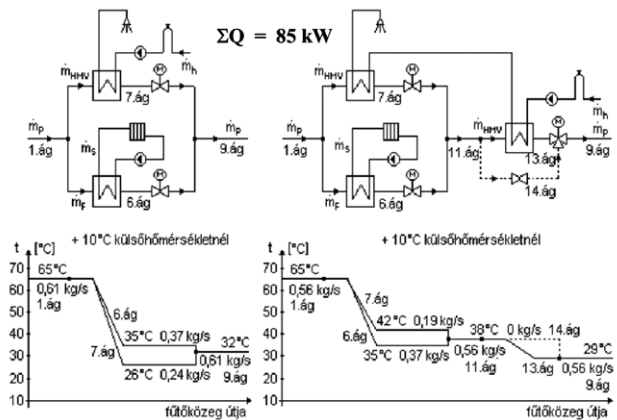 ΣQ = 85 kW
M
ṁHMV
7.ág
ṁh
ṁp
1.ág
ṁs
ṁp
9.ág
M
ṁF
6.ág
M
ṁHMV
7.ág
ṁh
ṁp
1.ág
ṁs
11.ág
ṁHMV
M
13.ág
ṁp
9.ág
14.ág
M
ṁF
6.ág
+ 10°C külsőhőmérsékletnél
t [°C]
70
60
50
40
30
20
10
65°C
0,61 kg/s
1.ág
6.ág
7.ág
35°C 0,37 kg/s
26°C 0,24 kg/s
32°C
0,61 kg/s
9.ág
fűtőközeg útja
+ 10°C külsőhőmérsékletnél
t [°C]
70
60
50
40
30
20
10
65°C
0,56 kg/s
1.ág
7.ág
6.ág
42°C 0,19 kg/s
35°C 0,37 kg/s
38°C
0,56 kg/s
11.ág
0 kg/s
14.ág
13.ág
29°C
0,56 kg/s
9.ág
fűtőközeg útja